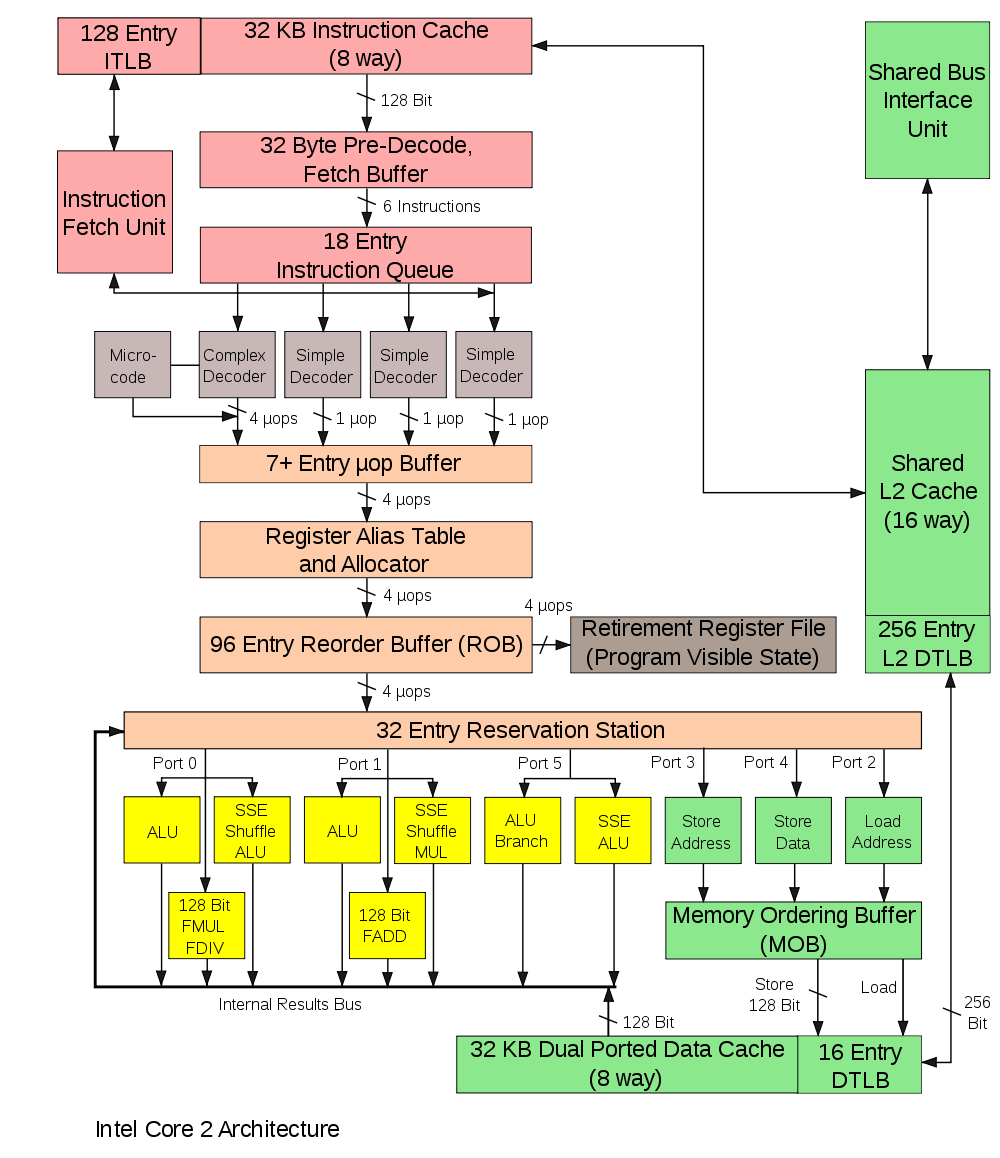 128 Entry
ITLB
32 KB Instruction Cache
(8 way)
Shared Bus
Interface
Unit
128 Bit
32 Byte Pre-Decode,
Fetch Buffer
Instruction
Fetch Unit
6 Instructions
18 Entry
Instruction Queue
Micro-
code
Complex
Decoder
Simple
Decoder
Simple
Decoder
Simple
Decoder
4 µops
1 µop
1 µop
1 µop
7+ Entry µop Buffer
Shared
L2 Cache
(16 way)
4 µops
Register Alias Table
and Allocator
4 µops
4 µops
96 Entry Reorder Buffer (ROB)
Retirement Register File
(Program Visible State)
256 Entry
L2 DTLB
4 µops
32 Entry Reservation Station
Port 0
Port 1
Port 5
Port 3
Port 4
Port 2
ALU
SSE
Shuffle
ALU
ALU
SSE
Shuffle
MUL
ALU
Branch
SSE
ALU
Store
Address
Store
Data
Load
Address
128 Bit
FMUL
FDIV
128 Bit
FADD
Memory Ordering Buffer
(MOB)
Internal Results Bus
Store
128 Bit
Load
256
Bit
128 Bit
32 KB Dual Ported Data Cache
(8 way)
16 Entry
DTLB
Intel Core 2 Architecture